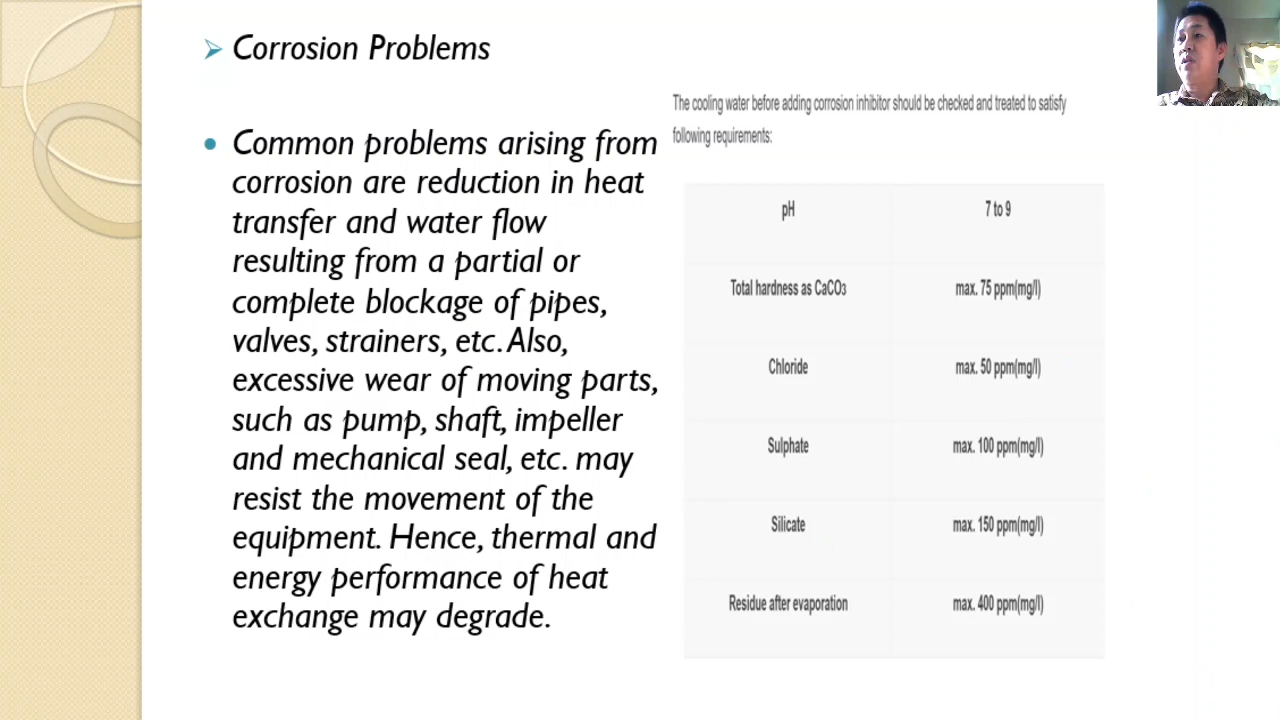 Corrosion Problems
Common problems arising from
corrosion are reduction in heat
transfer and water flow
resulting from a partial or
complete blockage of pipes,
valves, strainers, etc. Also,
excessive wear of moving parts,
such as pump, shaft, impeller
and mechanical seal, etc. may
resist the movement of the
equipment. Hence, thermal and
energy performance of heat
exchange may degrade.
The cooling water before adding corrosion inhibitor should be checked and treated to satisfy
following requirements:
pH 7 to 9
Total hardness as CaCO3 max. 75 ppm(mg/l)
Chloride max. 50 ppm(mg/l)
Sulphate max. 100 ppm(mg/l)
Silicate max. 150 ppm(mg/l)
Residue after evaporation max. 400 ppm(mg/l)